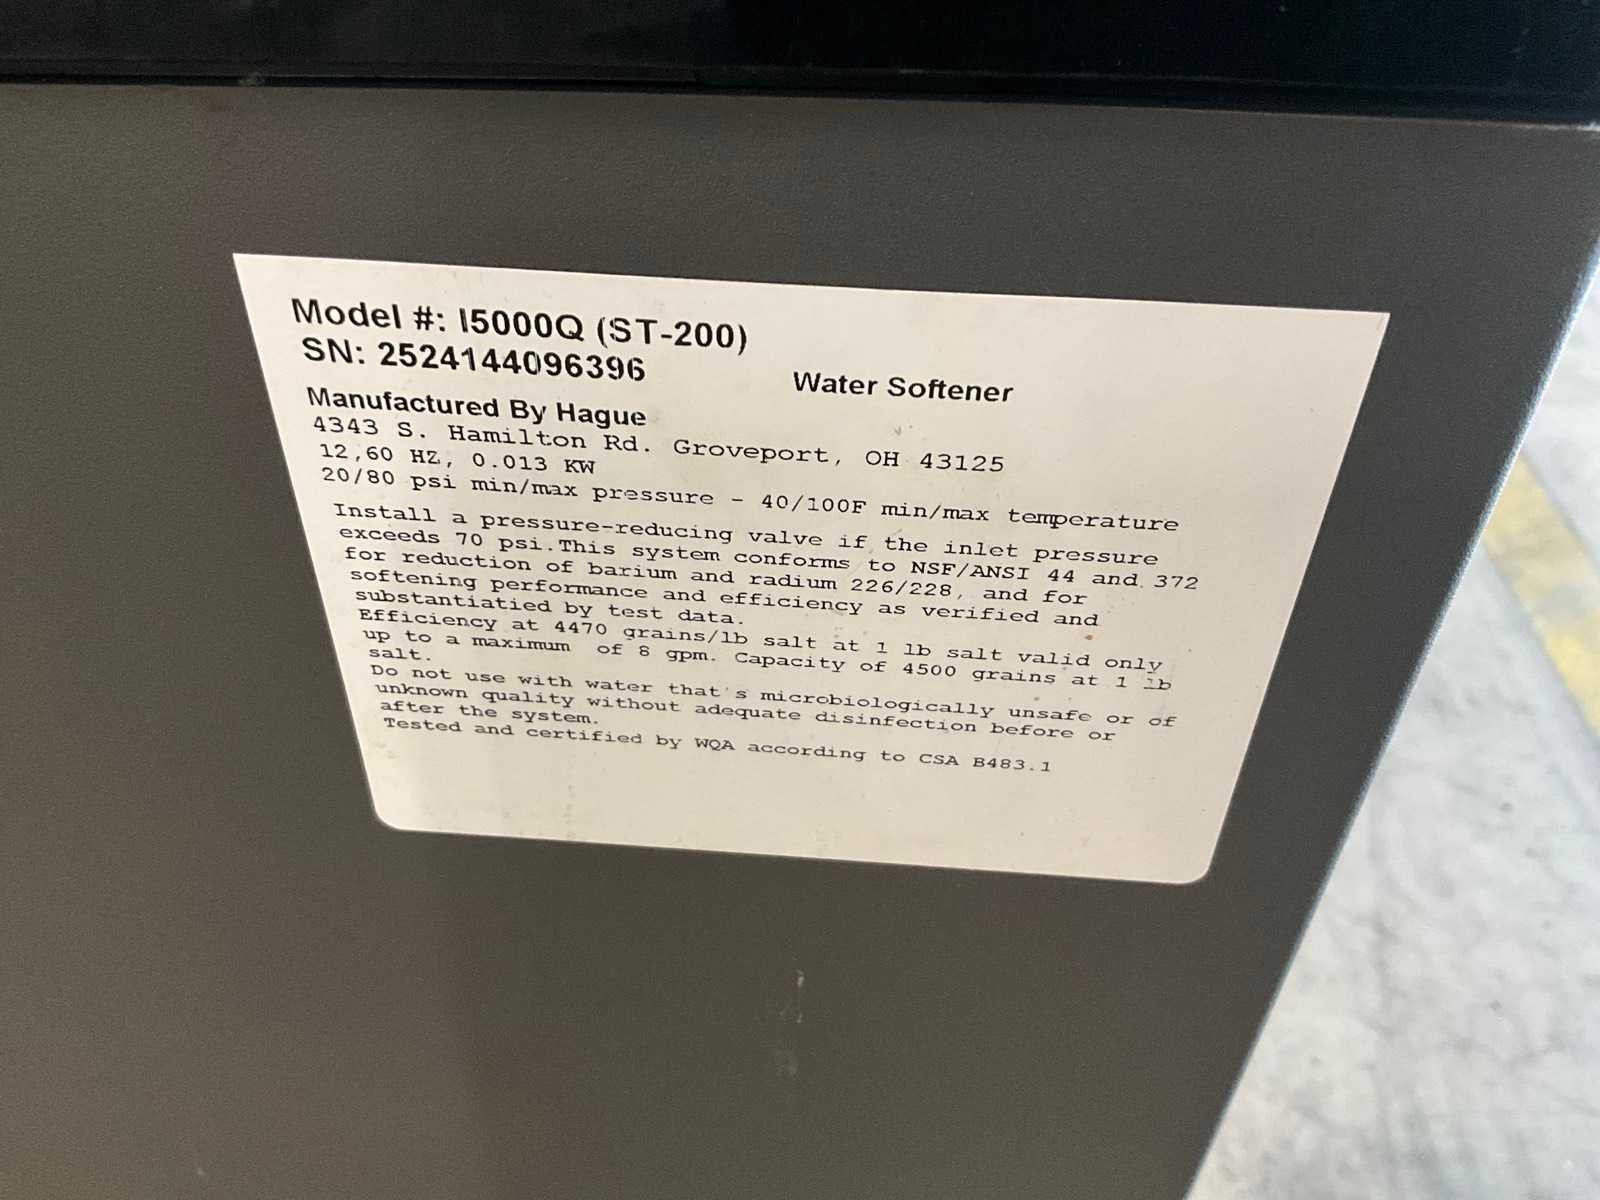 Model #: I5000Q (ST-200)
SN: 2524144096396
Water Softener
Manufactured By Hague
4343 S. Hamilton Rd. Groveport, OH 43125
12,60 HZ, 0.013 KW
20/80 psi min/max pressure - 40/100F min/max temperature
Install a pressure-reducing valve if the inlet pressure
exceeds 70 psi.This system conforms to NSF/ANSI 44 and 372
for reduction of barium and radium 226/228, and for
softening performance and efficiency as verified and
substantiatied by test data.
Efficiency at 4470 grains/lb salt at 1 lb salt valid only
up to a maximum of 8 gpm. Capacity of 4500 grains at 1 lb
salt.
Do not use with water that's microbiologically unsafe or of
unknown quality without adequate disinfection before or
after the system.
Tested and certified by WQA according to CSA B483.1